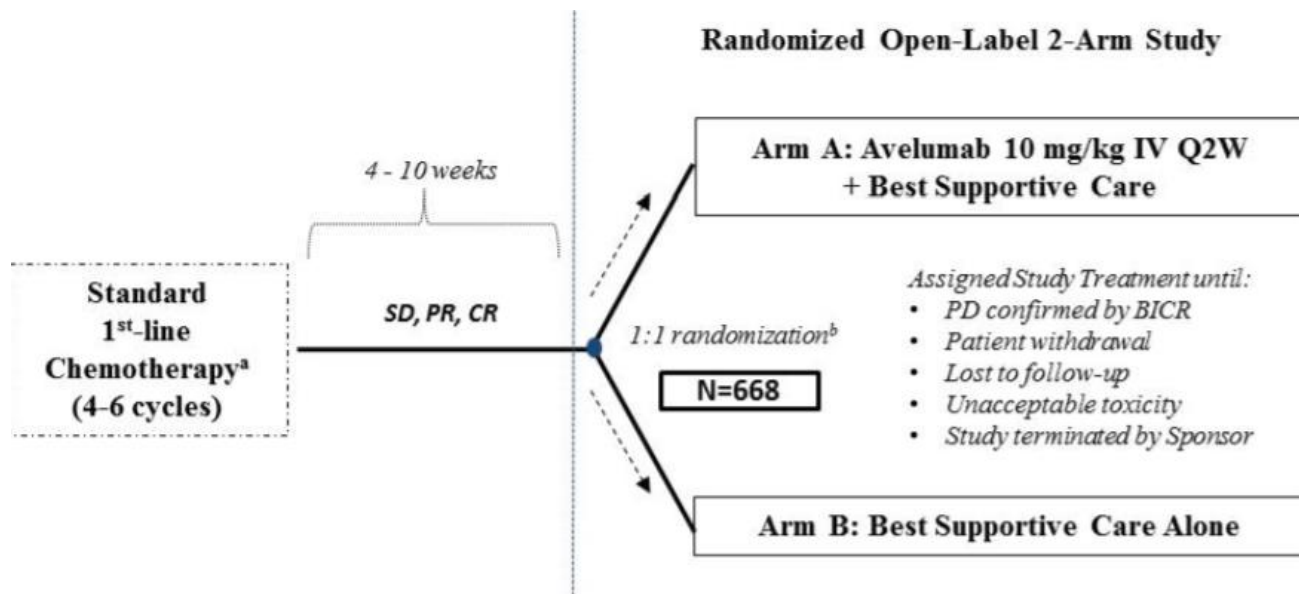 Randomized Open-Label 2-Arm Study
4 - 10 weeks
Standard
1st-line
Chemotherapya
(4-6 cycles)
SD, PR, CR
1:1 randomizationb
N=668
Arm A: Avelumab 10 mg/kg IV Q2W
+ Best Supportive Care
Assigned Study Treatment until:
• PD confirmed by BICR
• Patient withdrawal
• Lost to follow-up
• Unacceptable toxicity
• Study terminated by Sponsor
Arm B: Best Supportive Care Alone